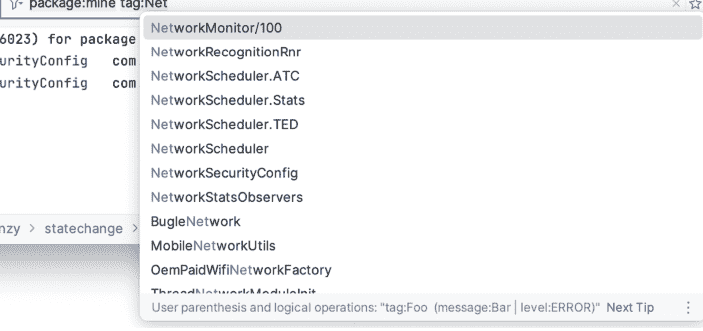 package:mine tag:Net
NetworkMonitor/100
6023) for package
NetworkRecognitionRnr
urityConfig com
NetworkScheduler.ATC
urityConfig com
NetworkScheduler.Stats
NetworkScheduler.TED
NetworkScheduler
NetworkSecurityConfig
NetworkStatsObservers
BugleNetwork
nzy > statechange >
MobileNetworkUtils
OemPaidWifiNetworkFactory
ThreadNetworkModuleInit
User parenthesis and logical operations: "tag:Foo (message:Bar | level:ERROR)" Next Tip